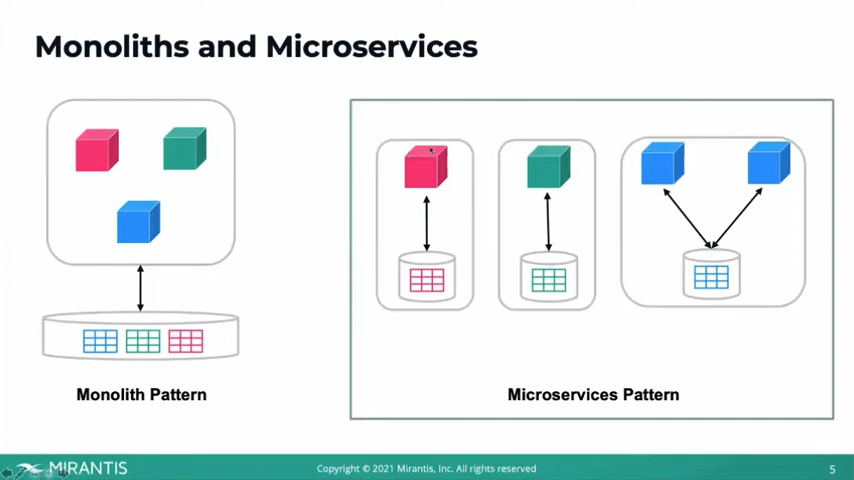 Monoliths and Microservices
Monolith Pattern
Microservices Pattern
MIRANTIS
Copyright © 2021 Mirantis, Inc. All rights reserved
5